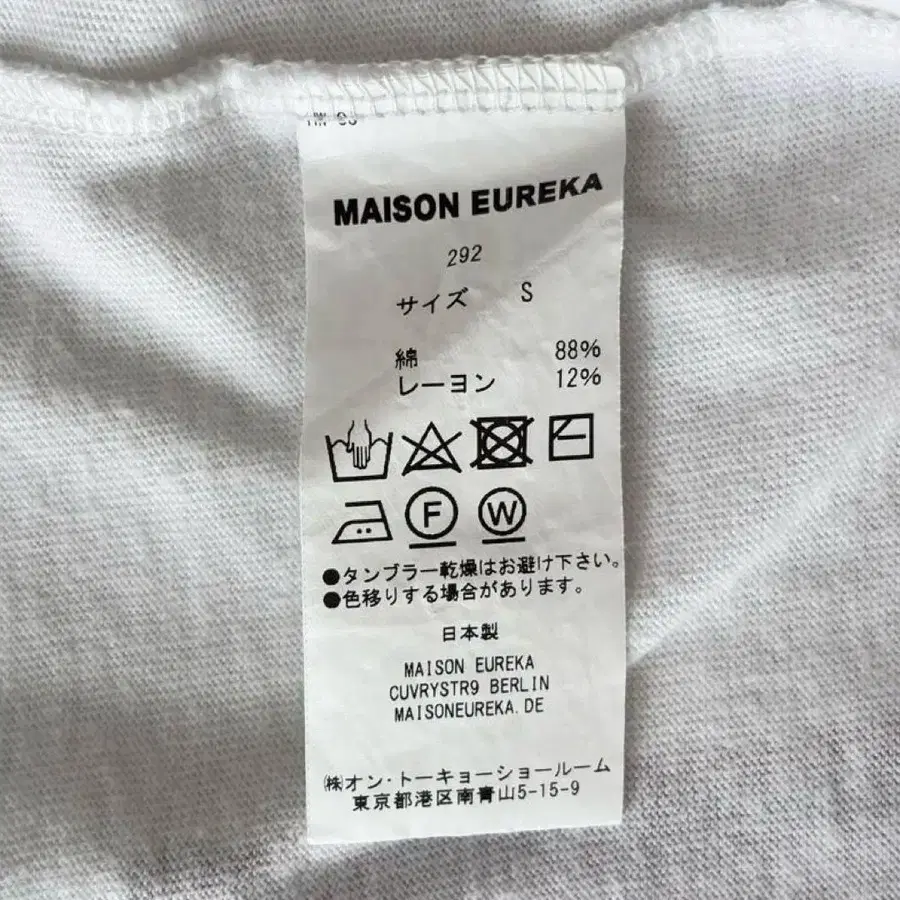 MAISON EUREKA
292
サイズ S
綿 88%
レーヨン 12%
F W
●タンブラー乾燥はお避け下さい。
●色移りする場合があります。
日本製
MAISON EUREKA
CUVRYSTR9 BERLIN
MAISONEUREKA.DE
㈱オン・トーキョーショールーム
東京都港区南青山5-15-9